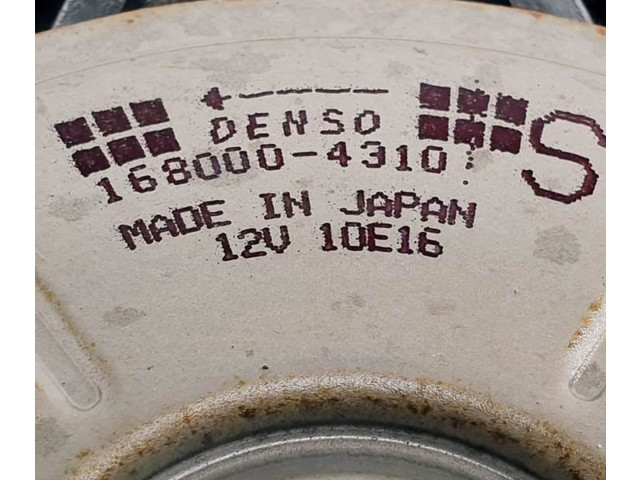 DENSO
168000-4310
S
MADE IN JAPAN
12V 10E16